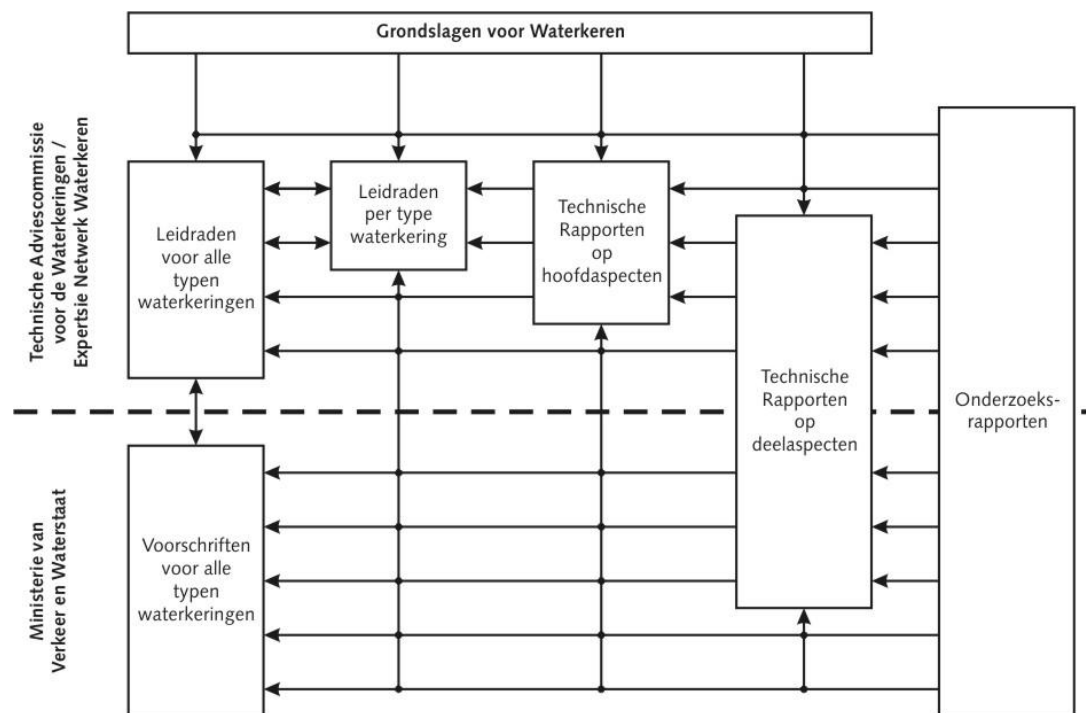 Grondslagen voor Waterkeren
Technische Adviescommissie
voor de Waterkeringen /
Expertsie Netwerk Waterkeren
Leidraden
voor alle
typen
waterkeringen
Leidraden
per type
waterkering
Technische
Rapporten
op
hoofdaspecten
Technische
Rapporten
op
deelaspecten
Onderzoeks-
rapporten
Ministerie van
Verkeer en Waterstaat
Voorschriften
voor alle
typen
waterkeringen